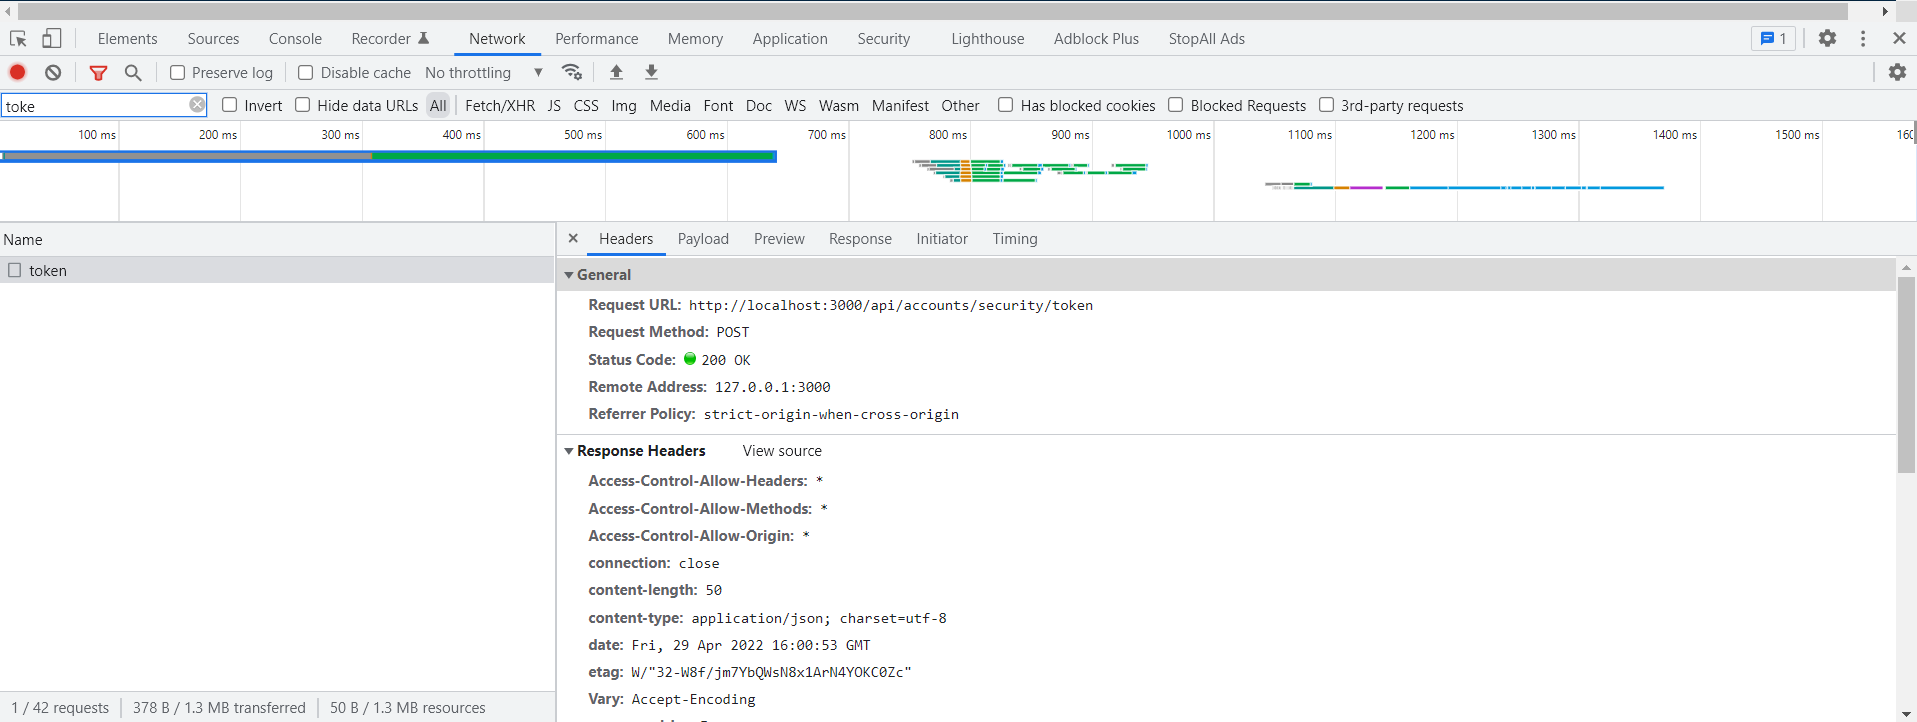 Elements Sources Console Recorder Network Performance Memory Application Security Lighthouse Adblock Plus StopAll Ads 1
Preserve log Disable cache No throttling
toke Invert Hide data URLs All Fetch/XHR JS CSS Img Media Font Doc WS Wasm Manifest Other Has blocked cookies Blocked Requests 3rd-party requests
100 ms 200 ms 300 ms 400 ms 500 ms 600 ms 700 ms 800 ms 900 ms 1000 ms 1100 ms 1200 ms 1300 ms 1400 ms 1500 ms
Name
token
Headers Payload Preview Response Initiator Timing
General
Request URL: http://localhost:3000/api/accounts/security/token
Request Method: POST
Status Code: 200 OK
Remote Address: 127.0.0.1:3000
Referrer Policy: strict-origin-when-cross-origin
Response Headers View source
Access-Control-Allow-Headers: *
Access-Control-Allow-Methods: *
Access-Control-Allow-Origin: *
connection: close
content-length: 50
content-type: application/json; charset=utf-8
date: Fri, 29 Apr 2022 16:00:53 GMT
etag: W/"32-W8f/jm7YbQWsN8x1ArN4YOKC0Zc"
Vary: Accept-Encoding
1 / 42 requests 378 B / 1.3 MB transferred 50 B / 1.3 MB resources